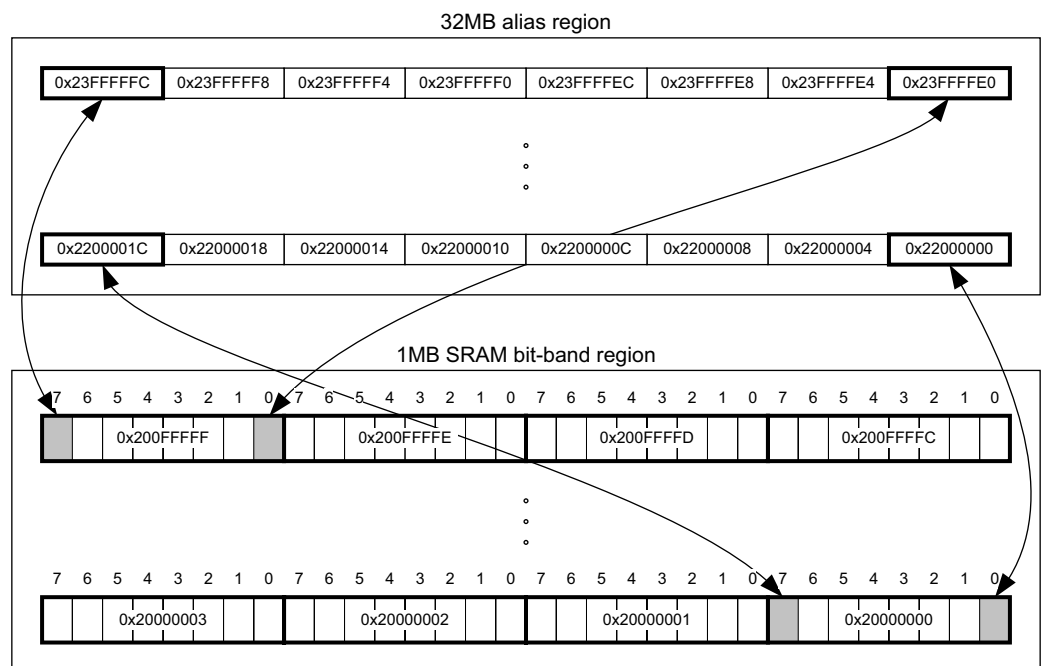 32MB alias region
0x23FFFFFC 0x23FFFFF8 0x23FFFFF4 0x23FFFFF0 0x23FFFFEC 0x23FFFFE8 0x23FFFFE4 0x23FFFFE0
0x2200001C 0x22000018 0x22000014 0x22000010 0x2200000C 0x22000008 0x22000004 0x22000000
1MB SRAM bit-band region
7 6 5 4 3 2 1 0 7 6 5 4 3 2 1 0 7 6 5 4 3 2 1 0 7 6 5 4 3 2 1 0
0x200FFFFF 0x200FFFFE 0x200FFFFD 0x200FFFFC
7 6 5 4 3 2 1 0 7 6 5 4 3 2 1 0 7 6 5 4 3 2 1 0 7 6 5 4 3 2 1 0
0x20000003 0x20000002 0x20000001 0x20000000